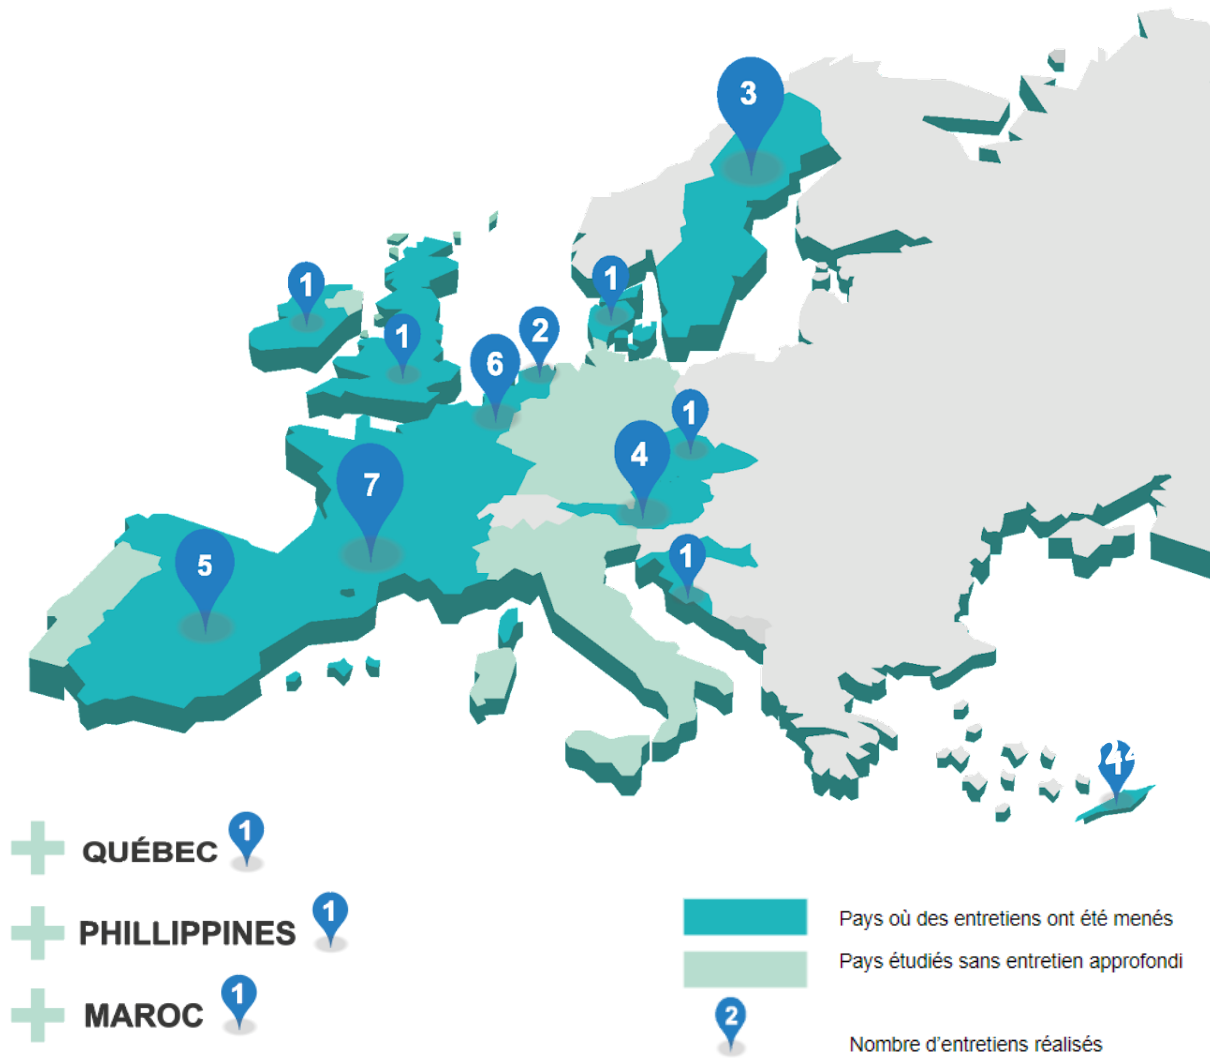 3
1
1
1
2
6
1
4
7
1
5
QUÉBEC 1
PHILLIPPINES 1
MAROC 1
Pays où des entretiens ont été menés
Pays étudiés sans entretien approfondi
2
Nombre d'entretiens réalisés